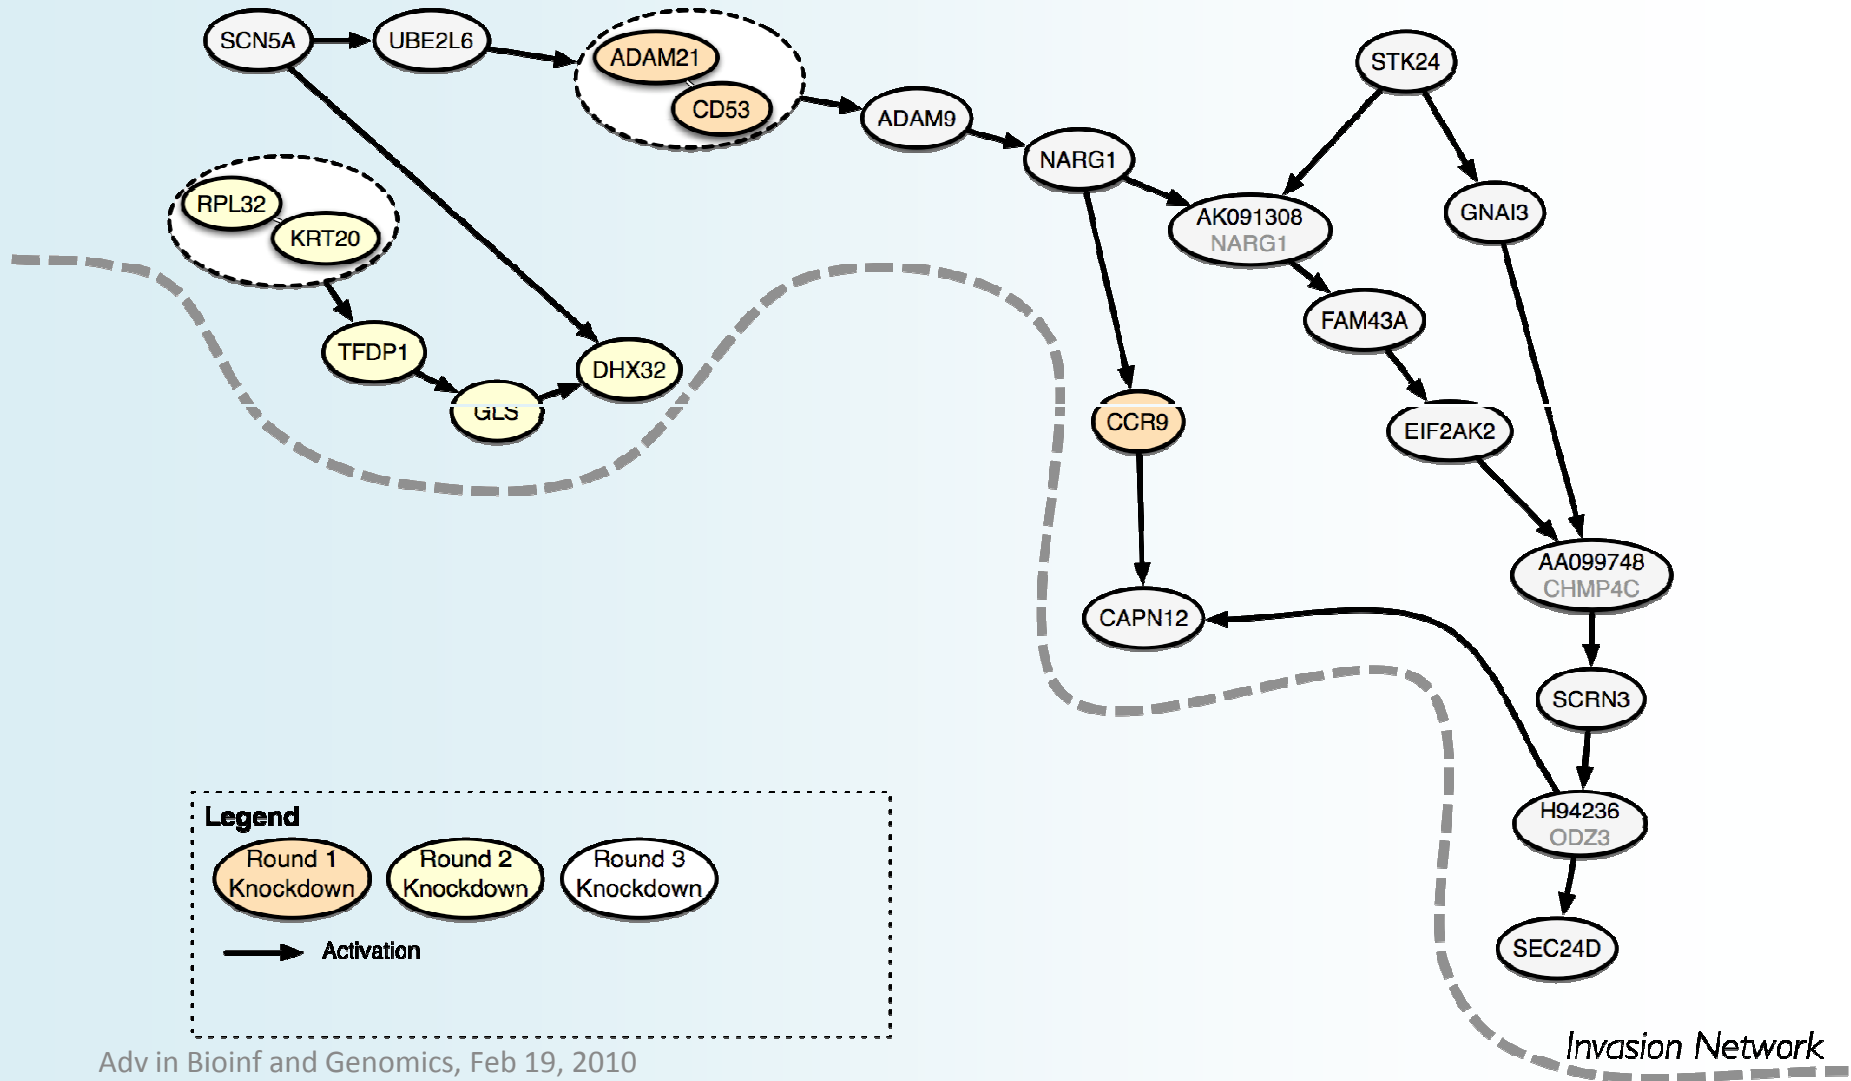 SCN5A
UBE2L6
ADAM21
CD53
ADAM9
NARG1
STK24
AK091308
NARG1
GNAI3
RPL32
KRT20
FAM43A
TFDP1
DHX32
GLS
CCR9
EIF2AK2
AA099748
CHMP4C
CAPN12
SCRN3
H94236
ODZ3
SEC24D
Legend
Round 1
Knockdown
Round 2
Knockdown
Round 3
Knockdown
Activation
Invasion Network
Adv in Bioinf and Genomics, Feb 19, 2010